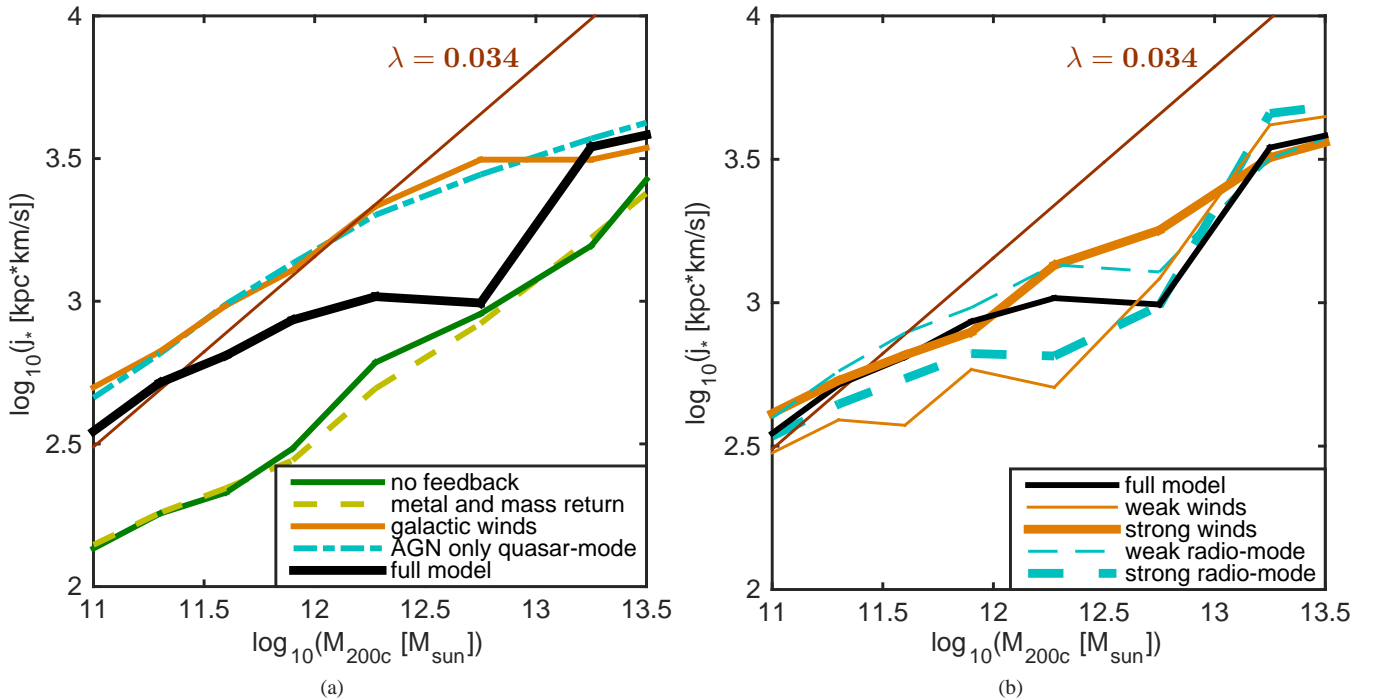 4
3.5
3
2.5
2
log₁₀(j* [kpc*km/s])
λ = 0.034
no feedback
metal and mass return
galactic winds
AGN only quasar-mode
full model
11 11.5 12 12.5 13 13.5
log₁₀(M₂₀₀c [Mₛᵤₙ])
(a)
4
3.5
3
2.5
2
log₁₀(j* [kpc*km/s])
λ = 0.034
full model
weak winds
strong winds
weak radio-mode
strong radio-mode
11 11.5 12 12.5 13 13.5
log₁₀(M₂₀₀c [Mₛᵤₙ])
(b)